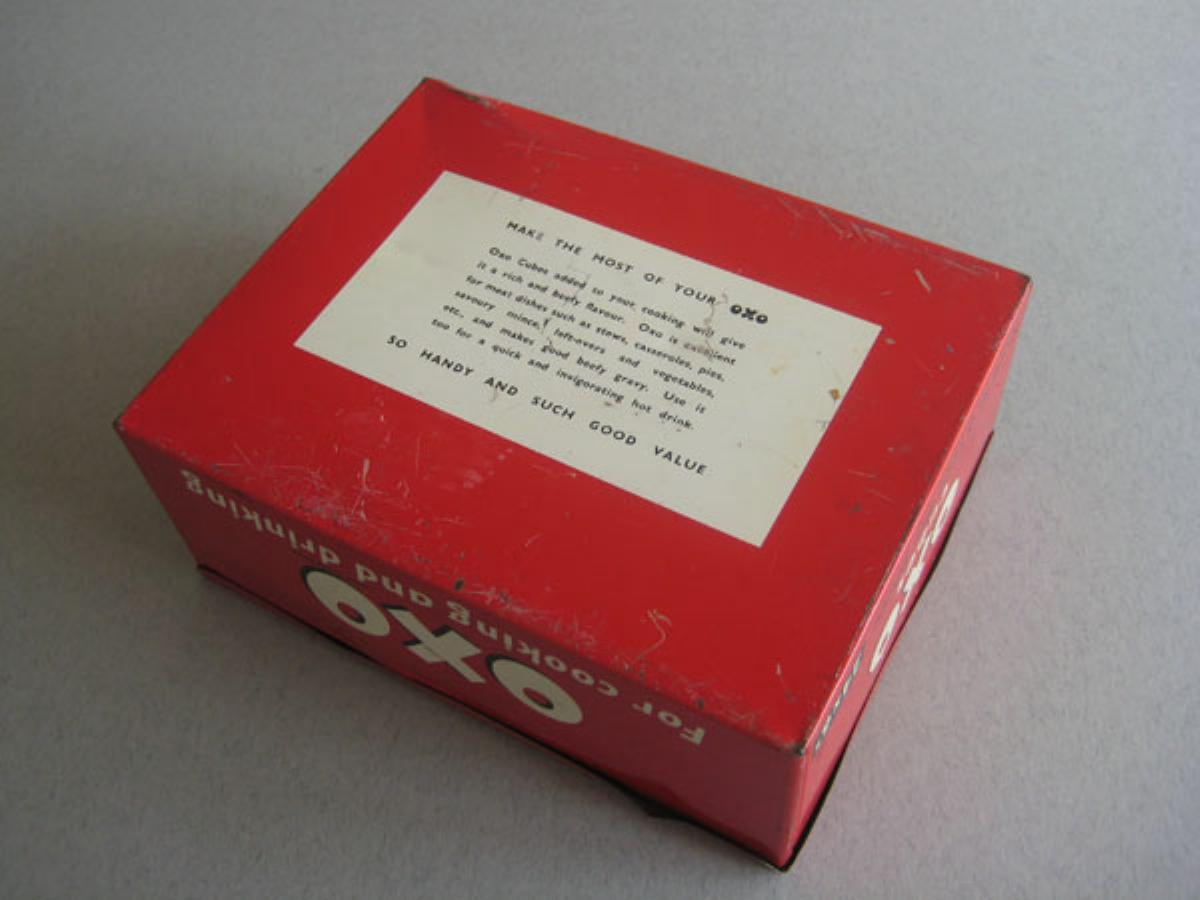 MAKE THE MOST OF YOUR OXO
Oxo Cubes added to your cooking will give
it a rich and beefy flavour. Oxo is excellent
for meat dishes such as stews, casseroles, pies,
savoury mince, left-overs and vegetables,
etc., and makes good beefy gravy. Use is
too for a quick and invigorating hot drink.
SO HANDY AND SUCH GOOD VALUE
OXO
For cooking and drinking
OXO